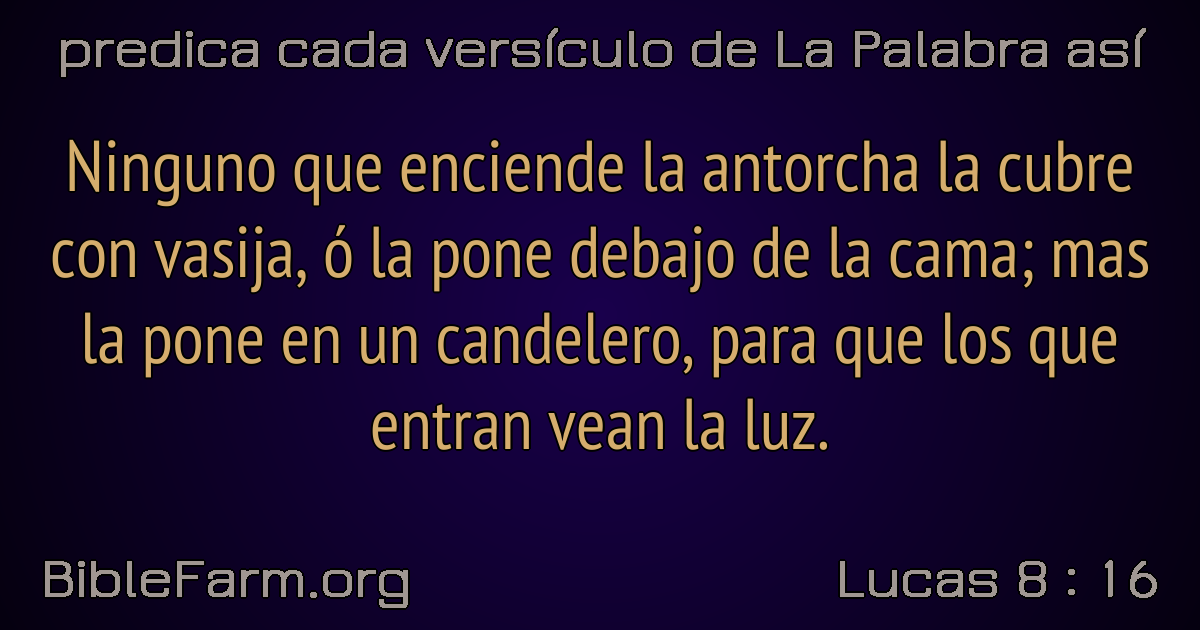 predica cada versículo de La Palabra así
Ninguno que enciende la antorcha la cubre
con vasija, ó la pone debajo de la cama; mas
la pone en un candelero, para que los que
entran vean la luz.
BibleFarm.org
Lucas 8 : 16